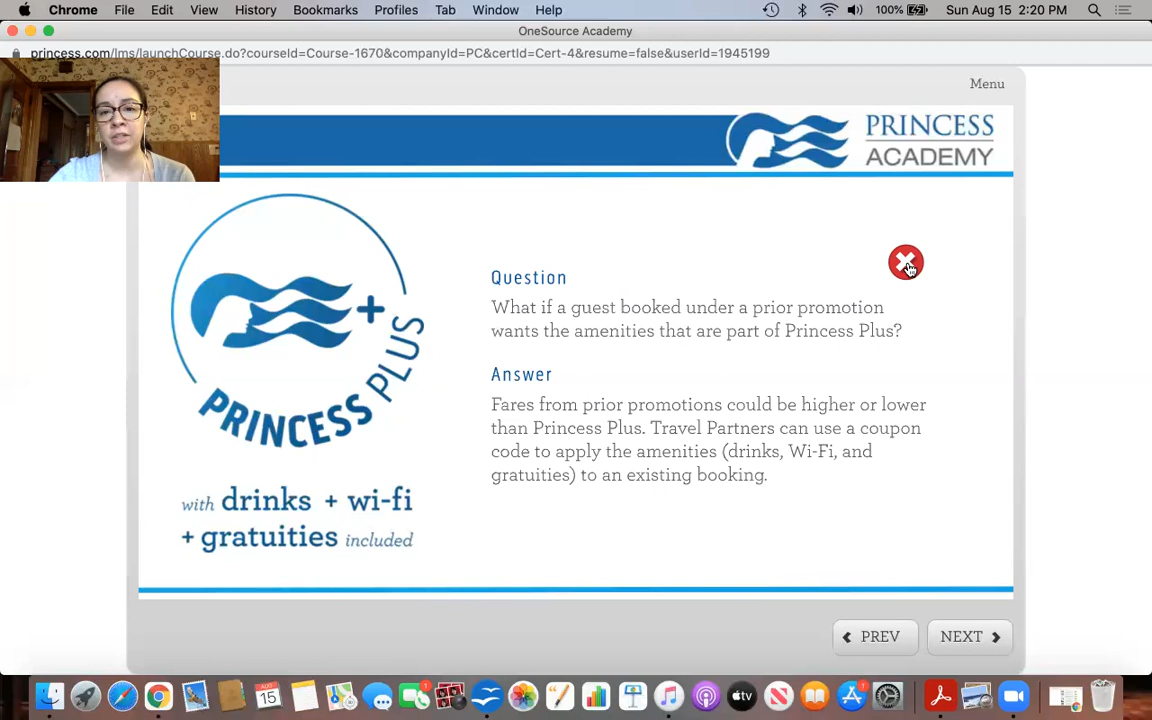 Chrome File Edit View History Bookmarks Profiles Tab Window Help 100% Sun Aug 15 2:20 PM
OneSource Academy
princess.com/lms/launchCourse.do?courseId=Course-1670&companyId=PC&certId=Cert-4&resume=false&userId=1945199
Menu
PRINCESS
ACADEMY
PRINCESS PLUS
with drinks + wi-fi
+ gratuities included
Question
What if a guest booked under a prior promotion
wants the amenities that are part of Princess Plus?
Answer
Fares from prior promotions could be higher or lower
than Princess Plus. Travel Partners can use a coupon
code to apply the amenities (drinks, Wi-Fi, and
gratuities) to an existing booking.
PREV NEXT
AUG
15
1
tv